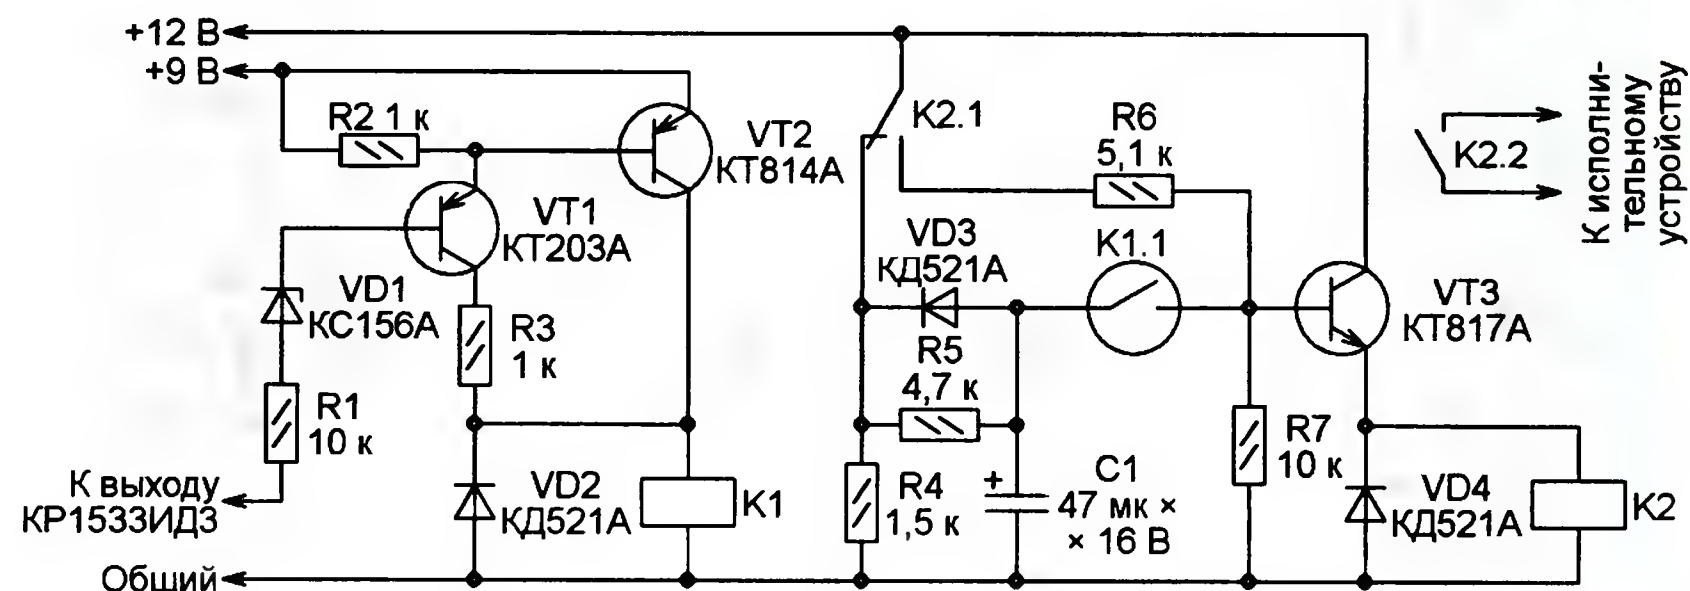 +12 В
+9 В
R2 1 к
VT2
КТ814А
VT1
КТ203А
VD1
КС156А
R3
1 к
R1
10 к
К выходу
КР1533ИД3
VD2
КД521А
K1
Общий
K2.1
R6
5,1 к
VD3
КД521А
K1.1
R5
4,7 к
R4
1,5 к
+
C1
47 мк ×
× 16 В
VT3
КТ817А
R7
10 к
VD4
КД521А
K2
K2.2
К исполни-
тельному
устройству